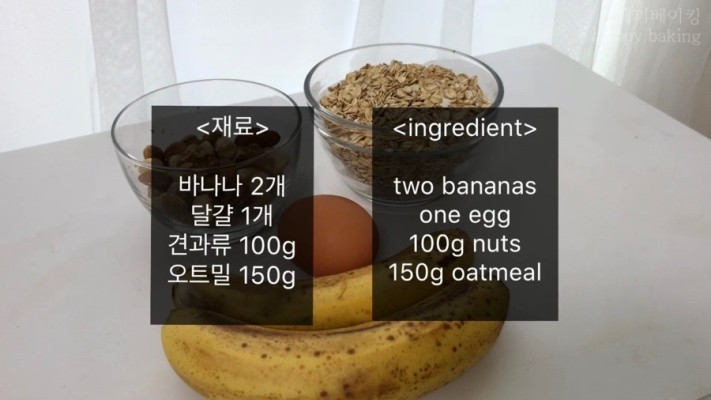 <재료>
바나나 2개
달걀 1개
견과류 100g
오트밀 150g
<ingredient>
two bananas
one egg
100g nuts
150g oatmeal
baking